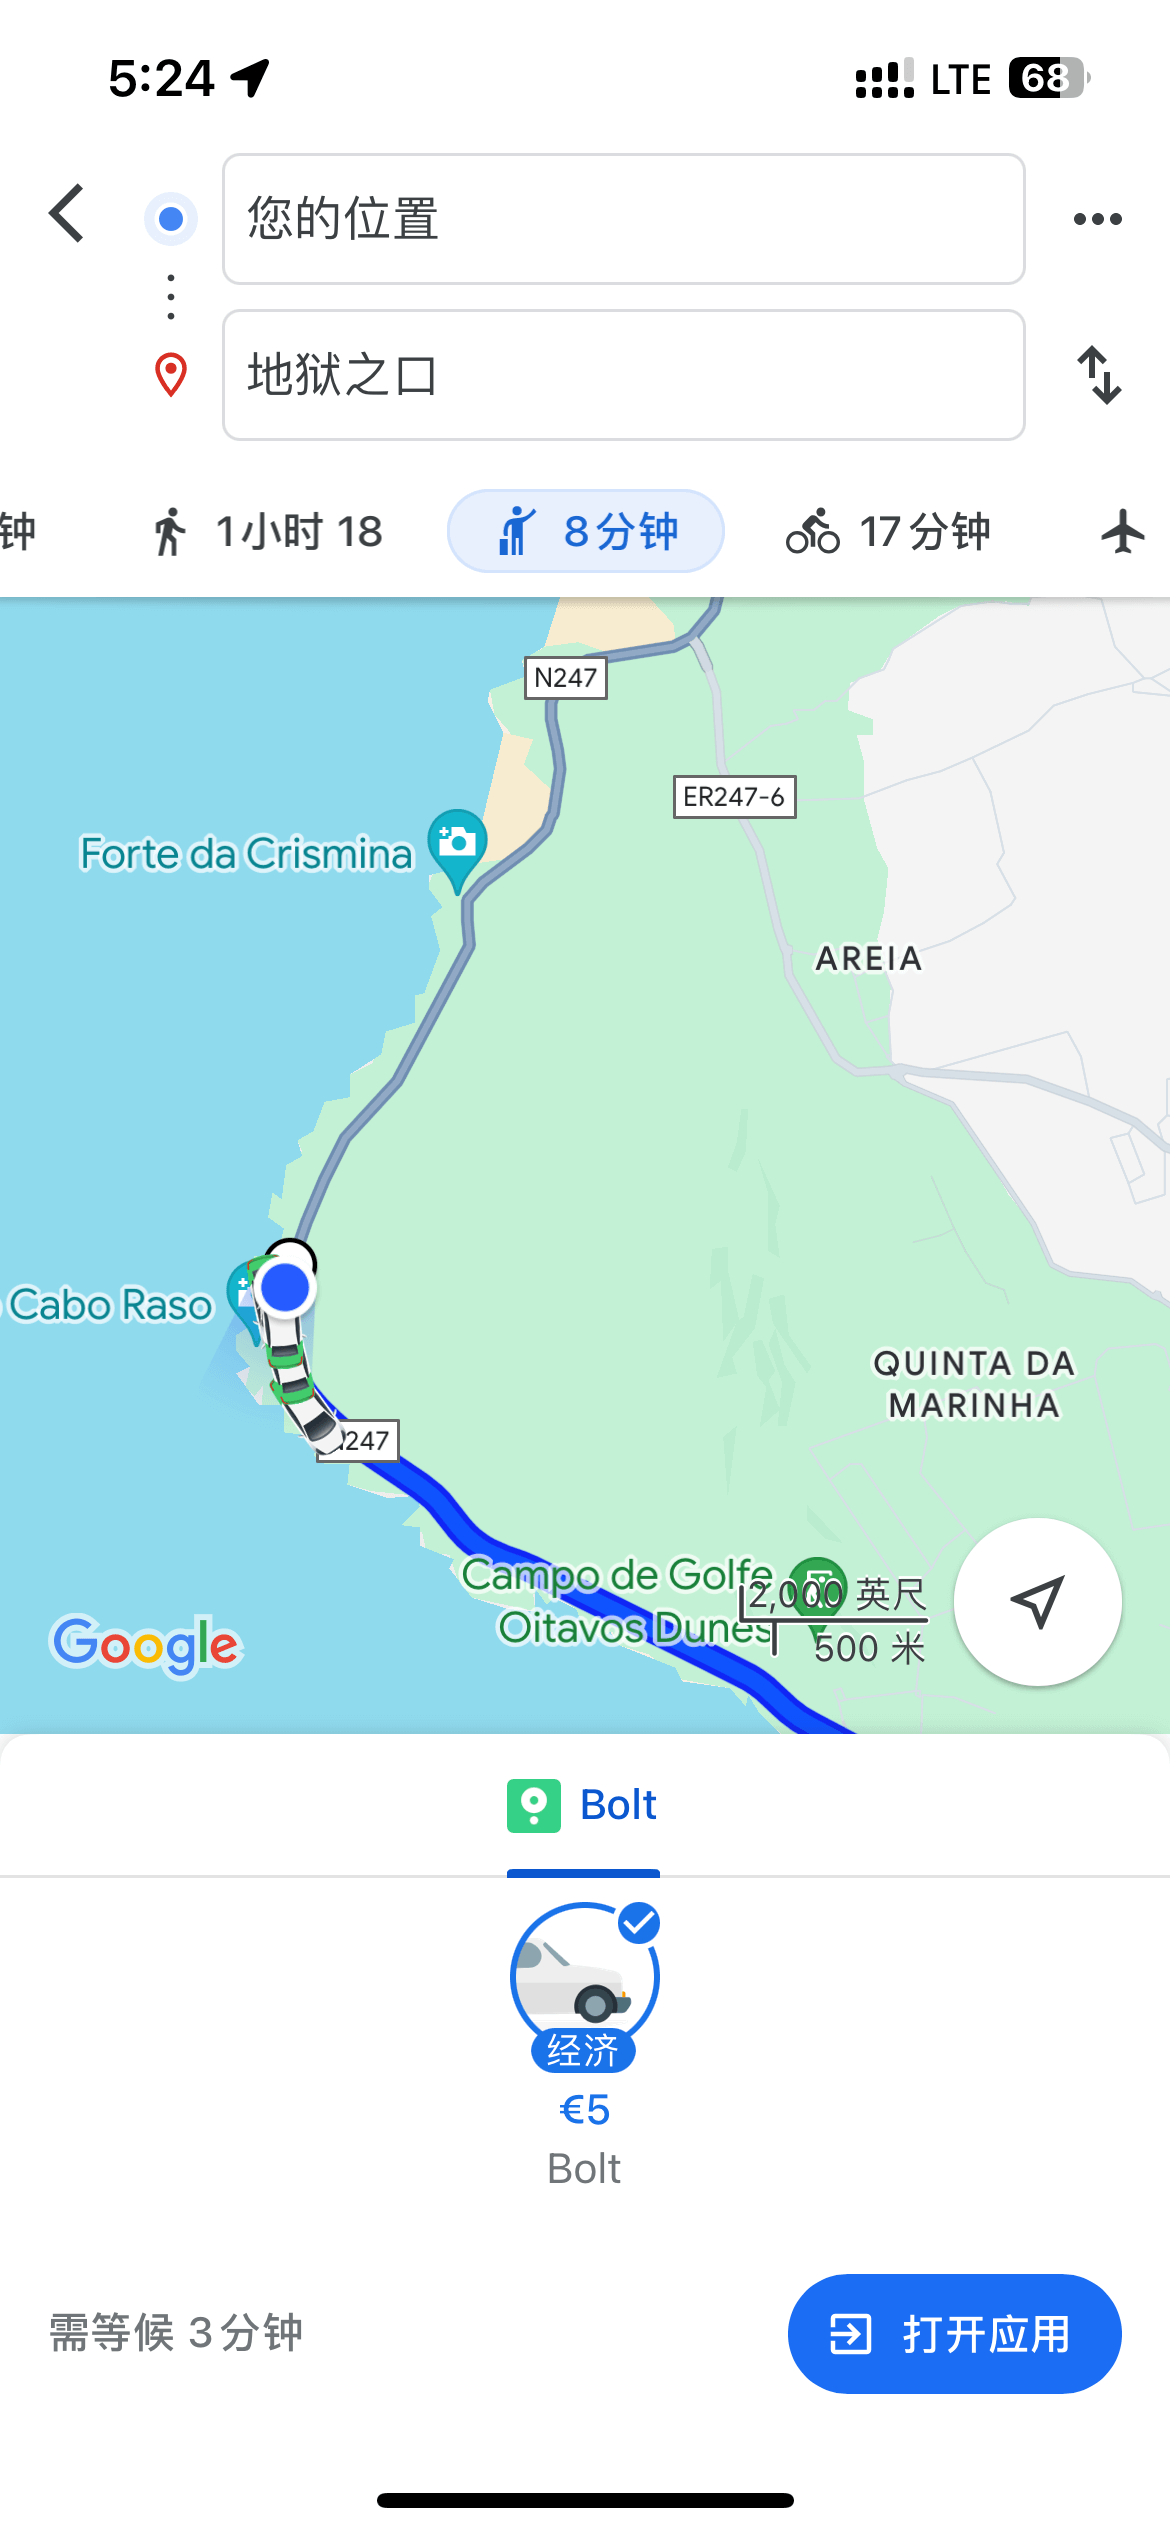 5:24
LTE 68
您的位置
地狱之口
钟
1小时 18
8分钟
17分钟
N247
ER247-6
Forte da Crismina
AREIA
Cabo Raso
QUINTA DA
MARINHA
247
Campo de Golfe
Oitavos Dunes
2,000 英尺
500 米
Google
Bolt
经济
€5
Bolt
需等候 3分钟
打开应用